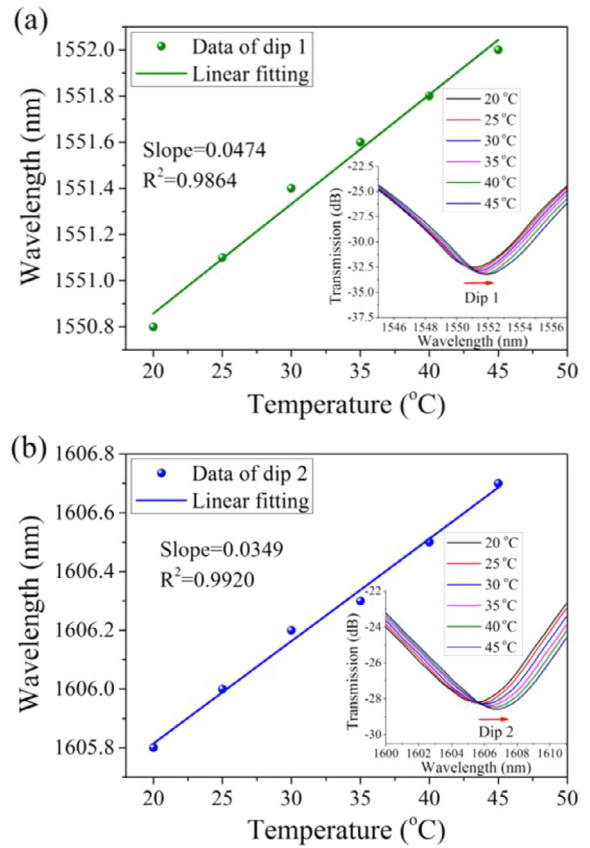 (a)
1552.0
1551.8
1551.6
1551.4
1551.1
1551.0
1550.8
Wavelength (nm)
Data of dip 1
Linear fitting
Slope=0.0474
R²=0.9864
20 °C
25 °C
30 °C
35 °C
40 °C
45 °C
-22.5
-25.0
-27.5
-30.0
-32.5
-35.0
-37.5
Transmission (dB)
Dip 1
1546 1548 1550 1552 1554 1556
Wavelength (nm)
20 25 30 35 40 45 50
Temperature (°C)
(b)
1606.8
1606.6
1606.4
1606.2
1606.0
1605.8
Wavelength (nm)
Data of dip 2
Linear fitting
Slope=0.0349
R²=0.9920
20 °C
25 °C
30 °C
35 °C
40 °C
45 °C
-22
-24
-26
-28
-30
Transmission (dB)
Dip 2
1600 1602 1604 1606 1608 1610
Wavelength (nm)
20 25 30 35 40 45 50
Temperature (°C)